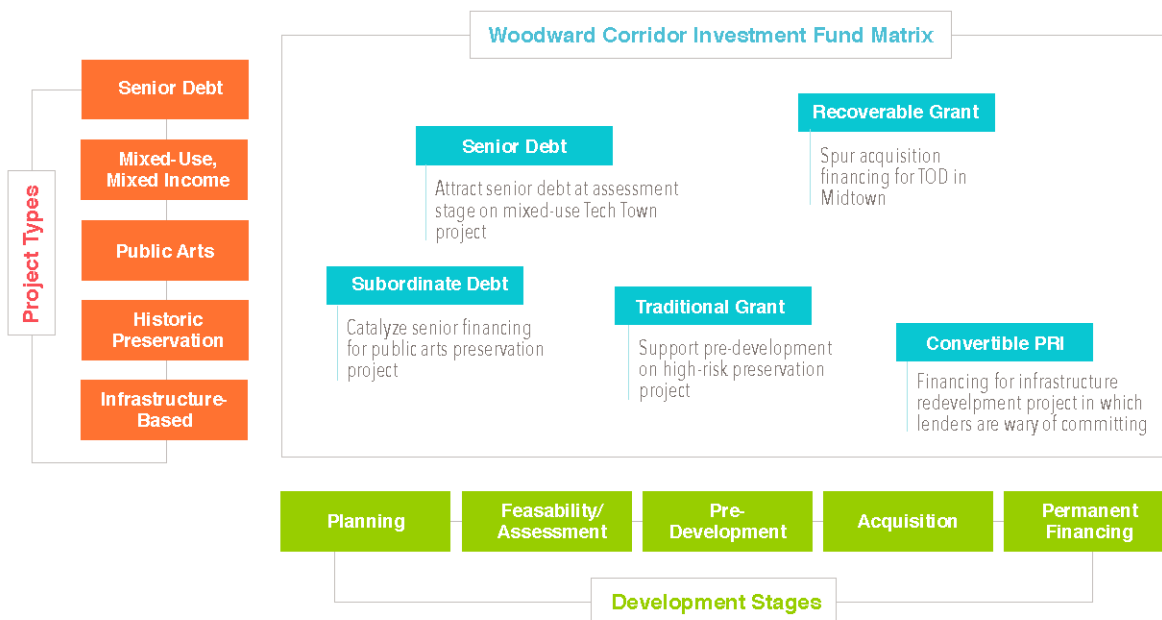 Woodward Corridor Investment Fund Matrix
Project Types
Senior Debt
Mixed-Use,
Mixed Income
Public Arts
Historic
Preservation
Infrastructure-
Based
Senior Debt
Attract senior debt at assessment
stage on mixed-use Tech Town
project
Recoverable Grant
Spur acquisition
financing for TOD in
Midtown
Subordinate Debt
Catalyze senior financing
for public arts preservation
project
Traditional Grant
Support pre-development
on high-risk preservation
project
Convertible PRI
Financing for infrastructure
redevelpment project in which
lenders are wary of committing
Planning
Feasability/
Assessment
Pre-
Development
Acquisition
Permanent
Financing
Development Stages